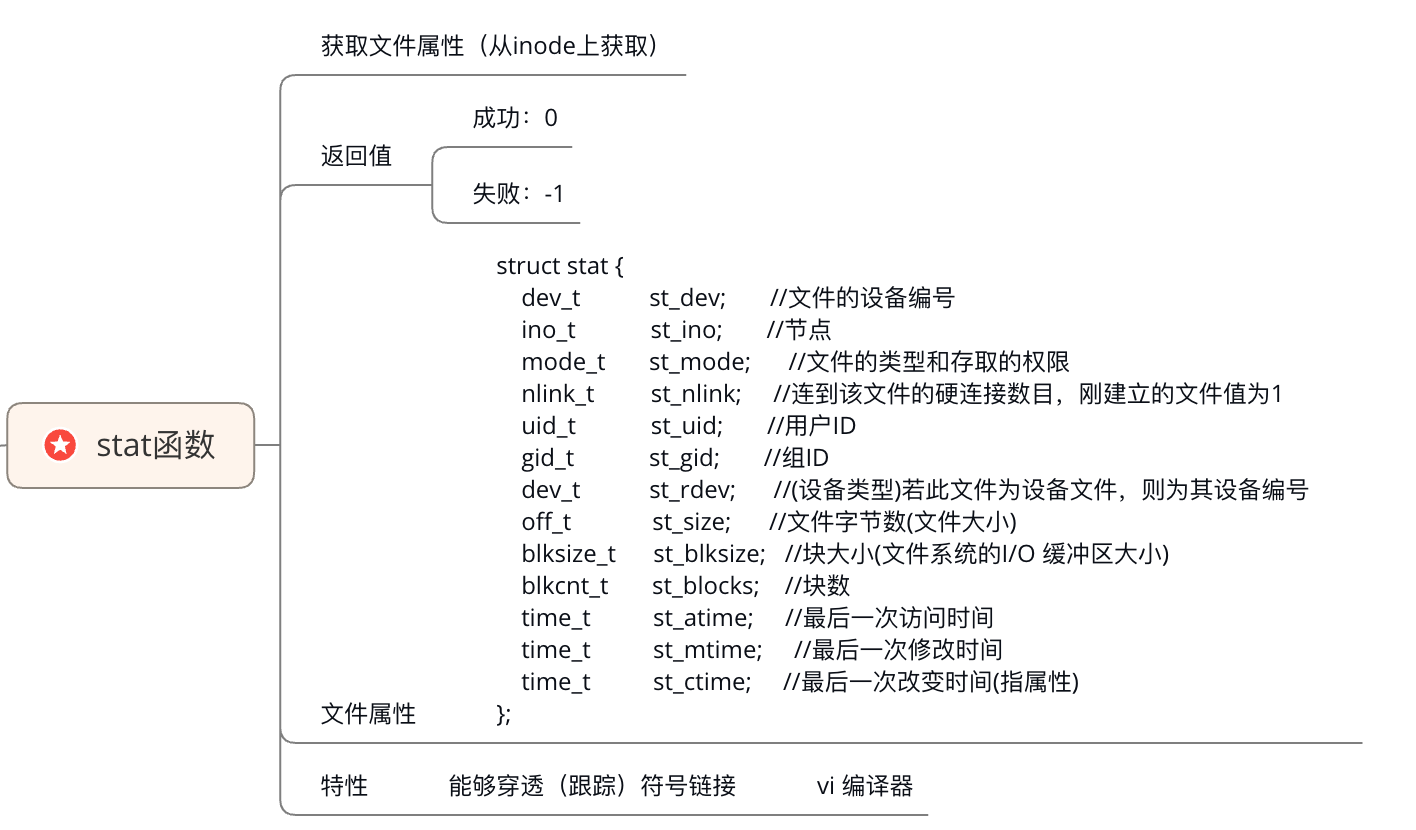 获取文件属性（从inode上获取）
成功：0
返回值
失败：-1
struct stat {
dev_t st_dev; //文件的设备编号
ino_t st_ino; //节点
mode_t st_mode; //文件的类型和存取的权限
nlink_t st_nlink; //连到该文件的硬连接数目，刚建立的文件值为1
uid_t st_uid; //用户ID
gid_t st_gid; //组ID
dev_t st_rdev; //(设备类型)若此文件为设备文件，则为其设备编号
off_t st_size; //文件字节数(文件大小)
blksize_t st_blksize; //块大小(文件系统的I/O 缓冲区大小)
blkcnt_t st_blocks; //块数
time_t st_atime; //最后一次访问时间
time_t st_mtime; //最后一次修改时间
time_t st_ctime; //最后一次改变时间(指属性)
文件属性 };
stat函数
特性 能够穿透（跟踪）符号链接 vi 编译器